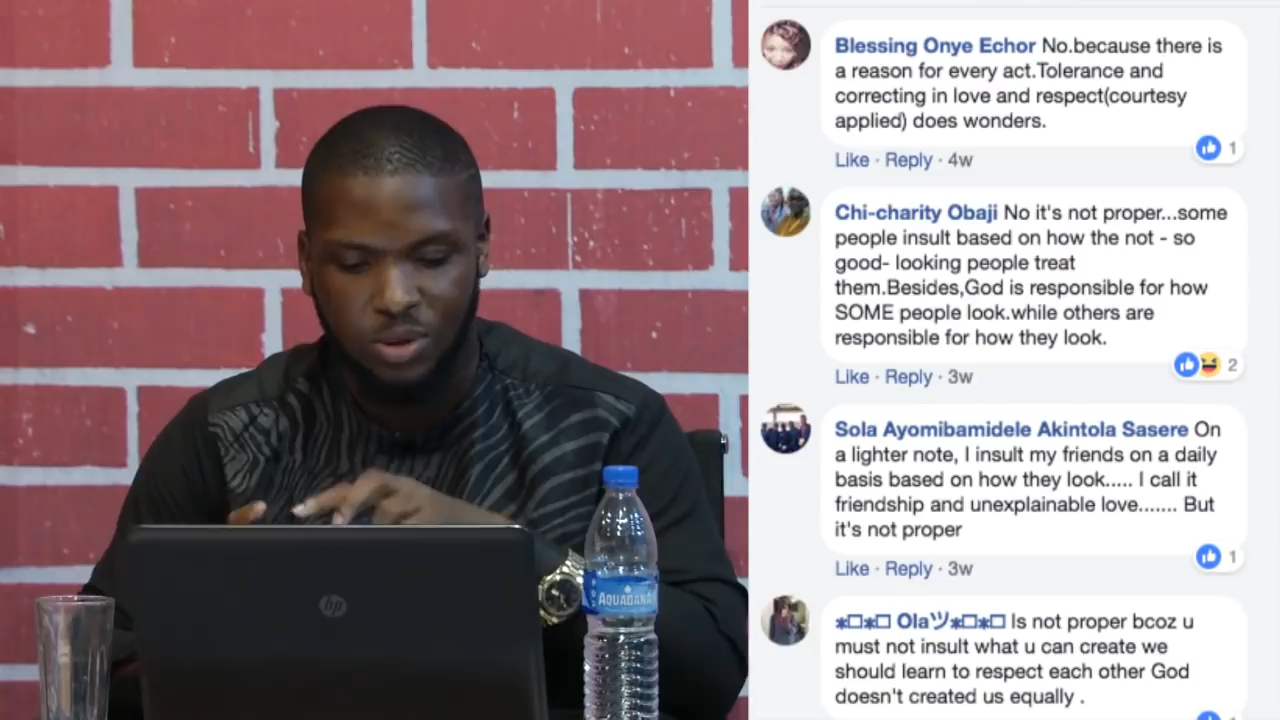 hp
AQUADANA
Blessing Onye Echor No.because there is
a reason for every act.Tolerance and
correcting in love and respect(courtesy
applied) does wonders.
1
Like · Reply · 4w
Chi-charity Obaji No it's not proper...some
people insult based on how the not - so
good- looking people treat
them.Besides,God is responsible for how
SOME people look.while others are
responsible for how they look.
2
Like · Reply · 3w
Sola Ayomibamidele Akintola Sasere On
a lighter note, I insult my friends on a daily
basis based on how they look..... I call it
friendship and unexplainable love....... But
it's not proper
1
Like · Reply · 3w
⁎□⁎□ Olaツ⁎□⁎□ Is not proper bcoz u
must not insult what u can create we
should learn to respect each other God
doesn't created us equally .